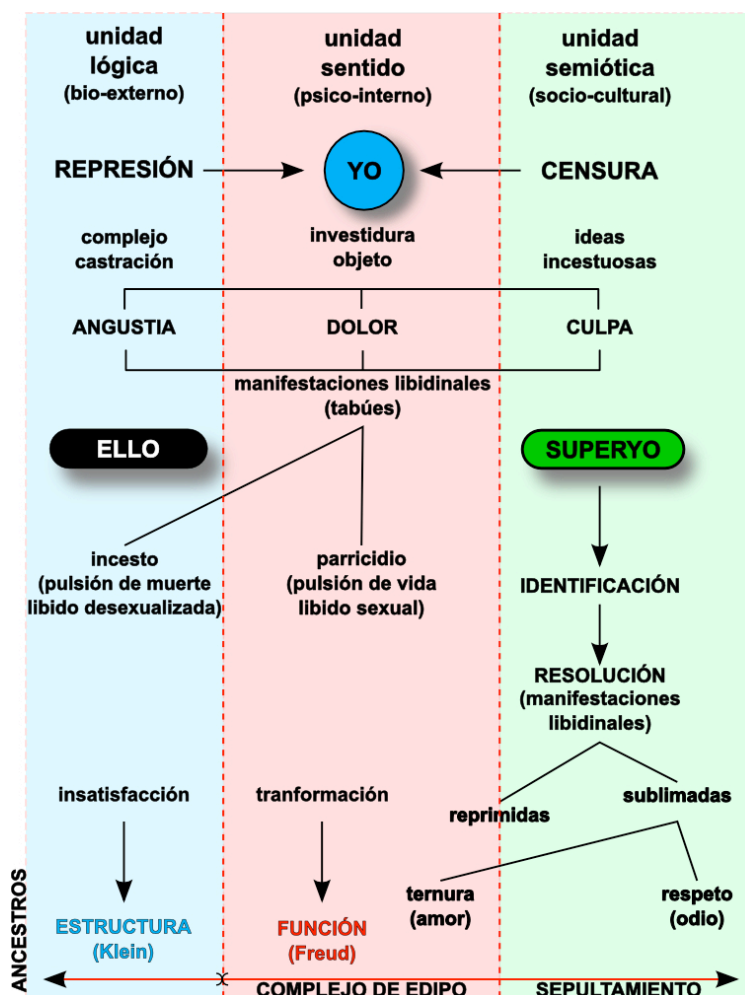 unidad
lógica
(bio-externo)
unidad
sentido
(psico-interno)
unidad
semiótica
(socio-cultural)
REPRESIÓN
YO
CENSURA
complejo
castración
investidura
objeto
ideas
incestuosas
ANGUSTIA
DOLOR
CULPA
manifestaciones libidinales
(tabúes)
ELLO
SUPERYO
incesto
(pulsión de muerte
libido desexualizada)
parricidio
(pulsión de vida
libido sexual)
IDENTIFICACIÓN
RESOLUCIÓN
(manifestaciones
libidinales)
insatisfacción
tranformación
reprimidas
sublimadas
ternura
(amor)
respeto
(odio)
ESTRUCTURA
(Klein)
FUNCIÓN
(Freud)
ANCESTROS
COMPLEJO DE EDIPO
SEPULTAMIENTO